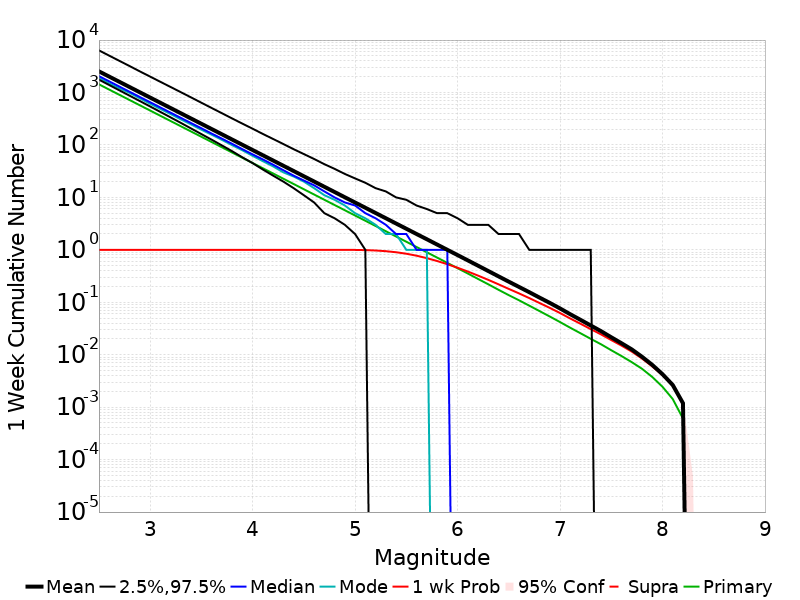 10^4
10^3
10^2
10^1
10^0
10^-1
10^-2
10^-3
10^-4
10^-5
1 Week Cumulative Number
3 4 5 6 7 8 9
Magnitude
Mean 2.5%,97.5% Median Mode 1 wk Prob 95% Conf Supra Primary